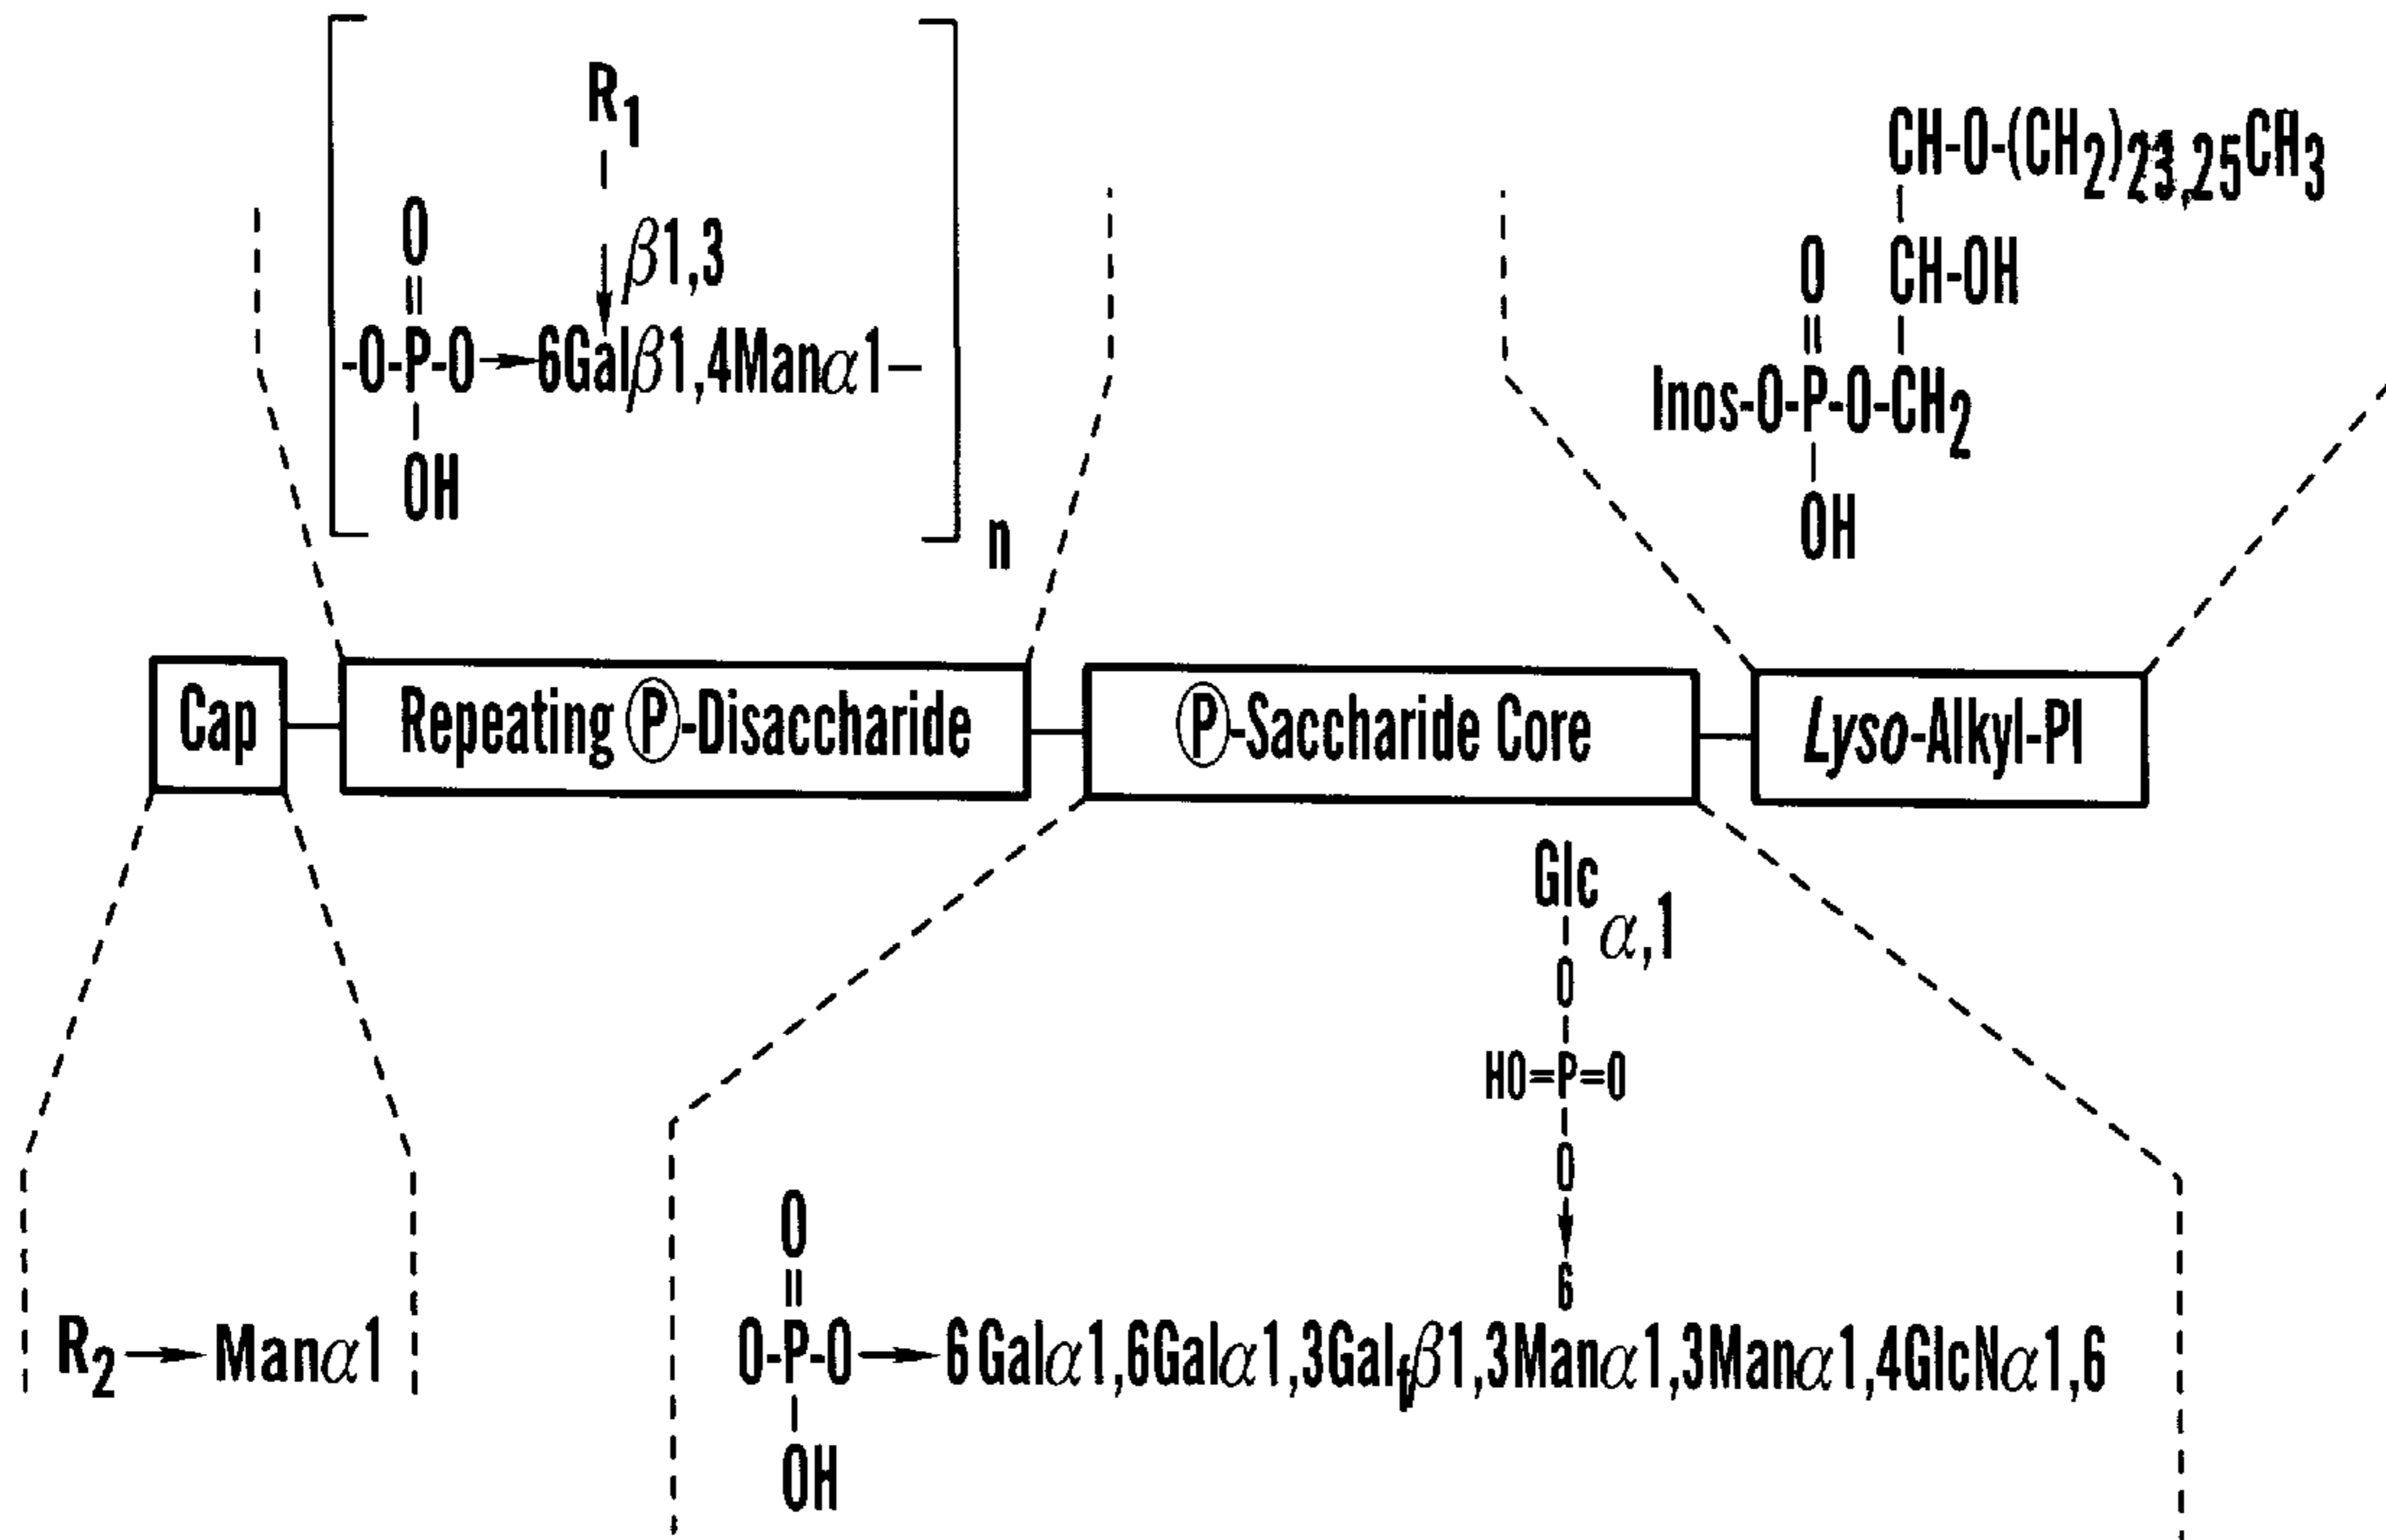 R1
β1,3
O
‖
-O-P-O→6Galβ1,4Manα1–
OH
n
CH-O-(CH2)23,25CH3
CH-OH
O
‖
Inos-O-P-O-CH2
OH
Cap
Repeating P-Disaccharide
P-Saccharide Core
Lyso-Alkyl-PI
Glc
α,1
O
HO=P=O
O
6
R2→Manα1
O
‖
O-P-O→6Galα1,6Galα1,3Galfβ1,3Manα1,3Manα1,4GlcNα1,6
OH